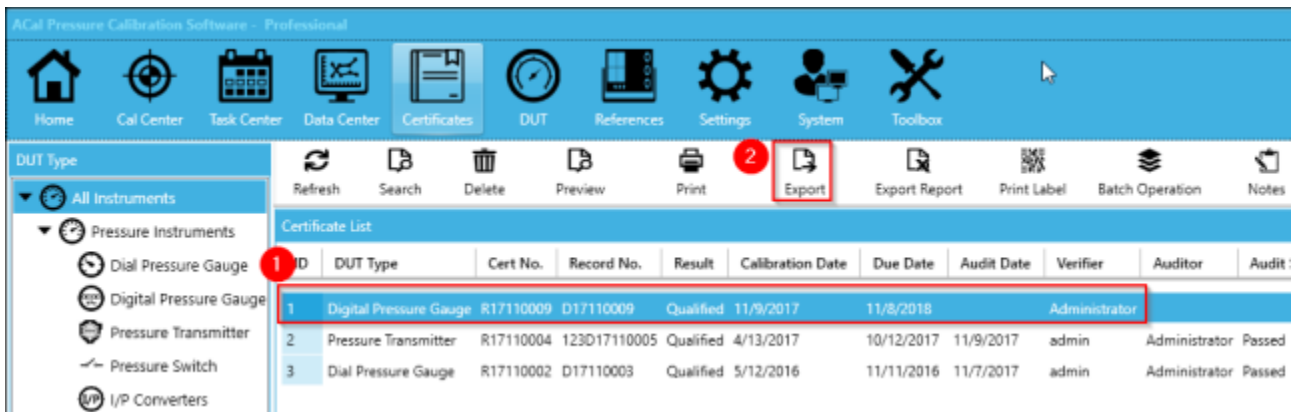 ACal Pressure Calibration Software - Professional
Home Cal Center Task Center Data Center Certificates DUT References Settings System Toolbox
DUT Type
All Instruments
Pressure Instruments
Dial Pressure Gauge
Digital Pressure Gauge
Pressure Transmitter
Pressure Switch
I/P Converters
2
Refresh Search Delete Preview Print Export Export Report Print Label Batch Operation Notes
Certificate List
1
ID DUT Type Cert No. Record No. Result Calibration Date Due Date Audit Date Verifier Auditor Audit
1 Digital Pressure Gauge R17110009 D17110009 Qualified 11/9/2017 11/8/2018 Administrator
2 Pressure Transmitter R17110004 123D17110005 Qualified 4/13/2017 10/12/2017 11/9/2017 admin Administrator Passed
3 Dial Pressure Gauge R17110002 D17110003 Qualified 5/12/2016 11/11/2016 11/7/2017 admin Administrator Passed